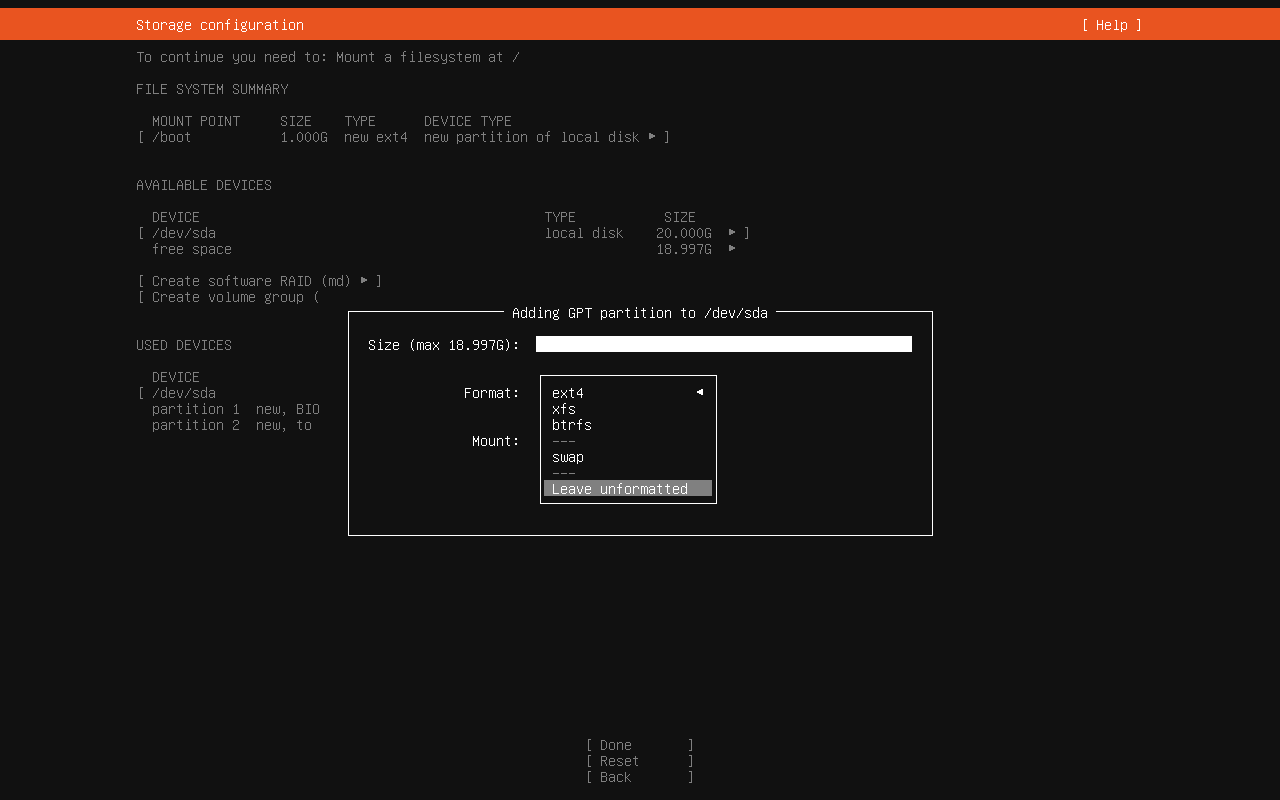 Storage configuration [ Help ]
To continue you need to: Mount a filesystem at /
FILE SYSTEM SUMMARY
MOUNT POINT SIZE TYPE DEVICE TYPE
[ /boot 1.000G new ext4 new partition of local disk ▸ ]
AVAILABLE DEVICES
DEVICE TYPE SIZE
[ /dev/sda local disk 20.000G ▸ ]
free space 18.997G ▸
[ Create software RAID (md) ▸ ]
[ Create volume group (
Adding GPT partition to /dev/sda
Size (max 18.997G):
USED DEVICES
DEVICE
[ /dev/sda
partition 1 new, BIO
partition 2 new, to
Format:
ext4 ◂
xfs
btrfs
---
swap
---
Leave unformatted
Mount:
[ Done ]
[ Reset ]
[ Back ]